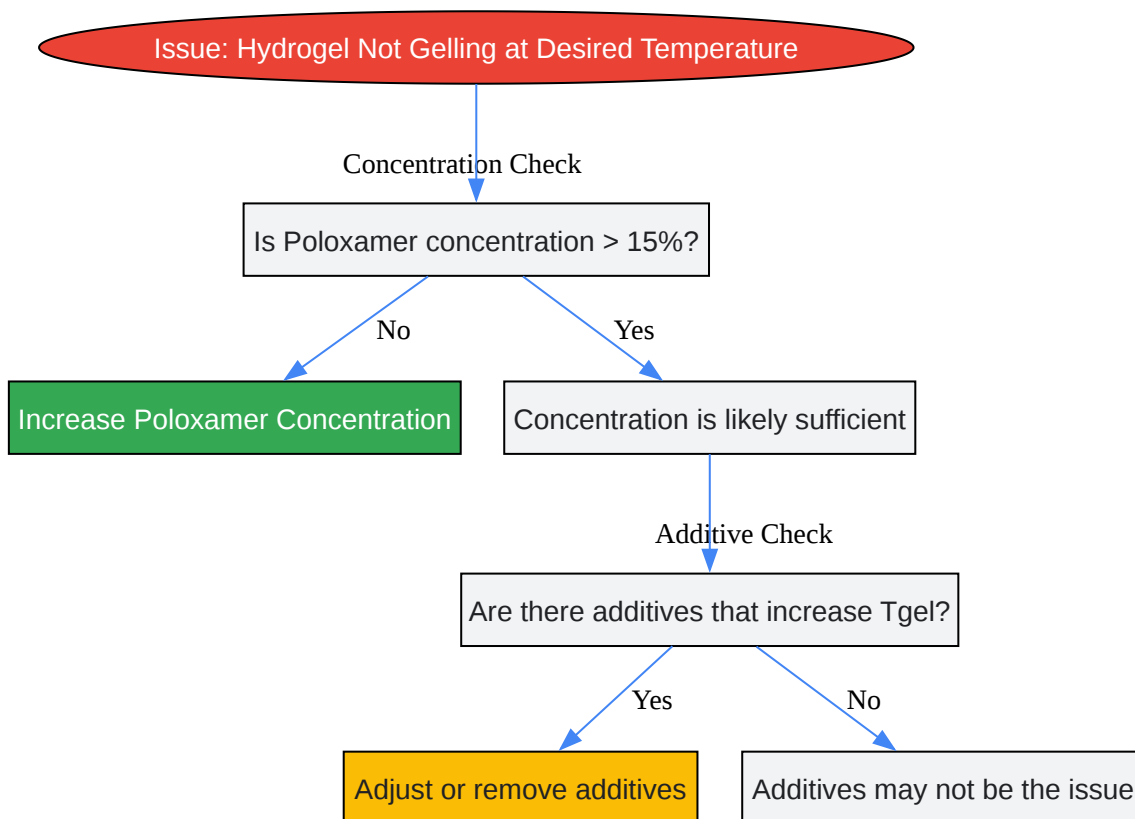 Issue: Hydrogel Not Gelling at Desired Temperature
Concentration Check
Is Poloxamer concentration > 15%?
No
Yes
Increase Poloxamer Concentration
Concentration is likely sufficient
Additive Check
Are there additives that increase Tgel?
Yes
No
Adjust or remove additives
Additives may not be the issue